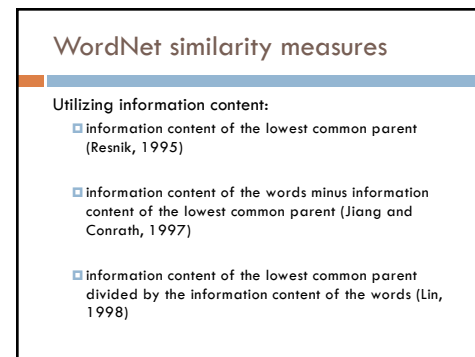 WordNet similarity measures
Utilizing information content:
information content of the lowest common parent
(Resnik, 1995)
information content of the words minus information
content of the lowest common parent (Jiang and
Conrath, 1997)
information content of the lowest common parent
divided by the information content of the words (Lin,
1998)